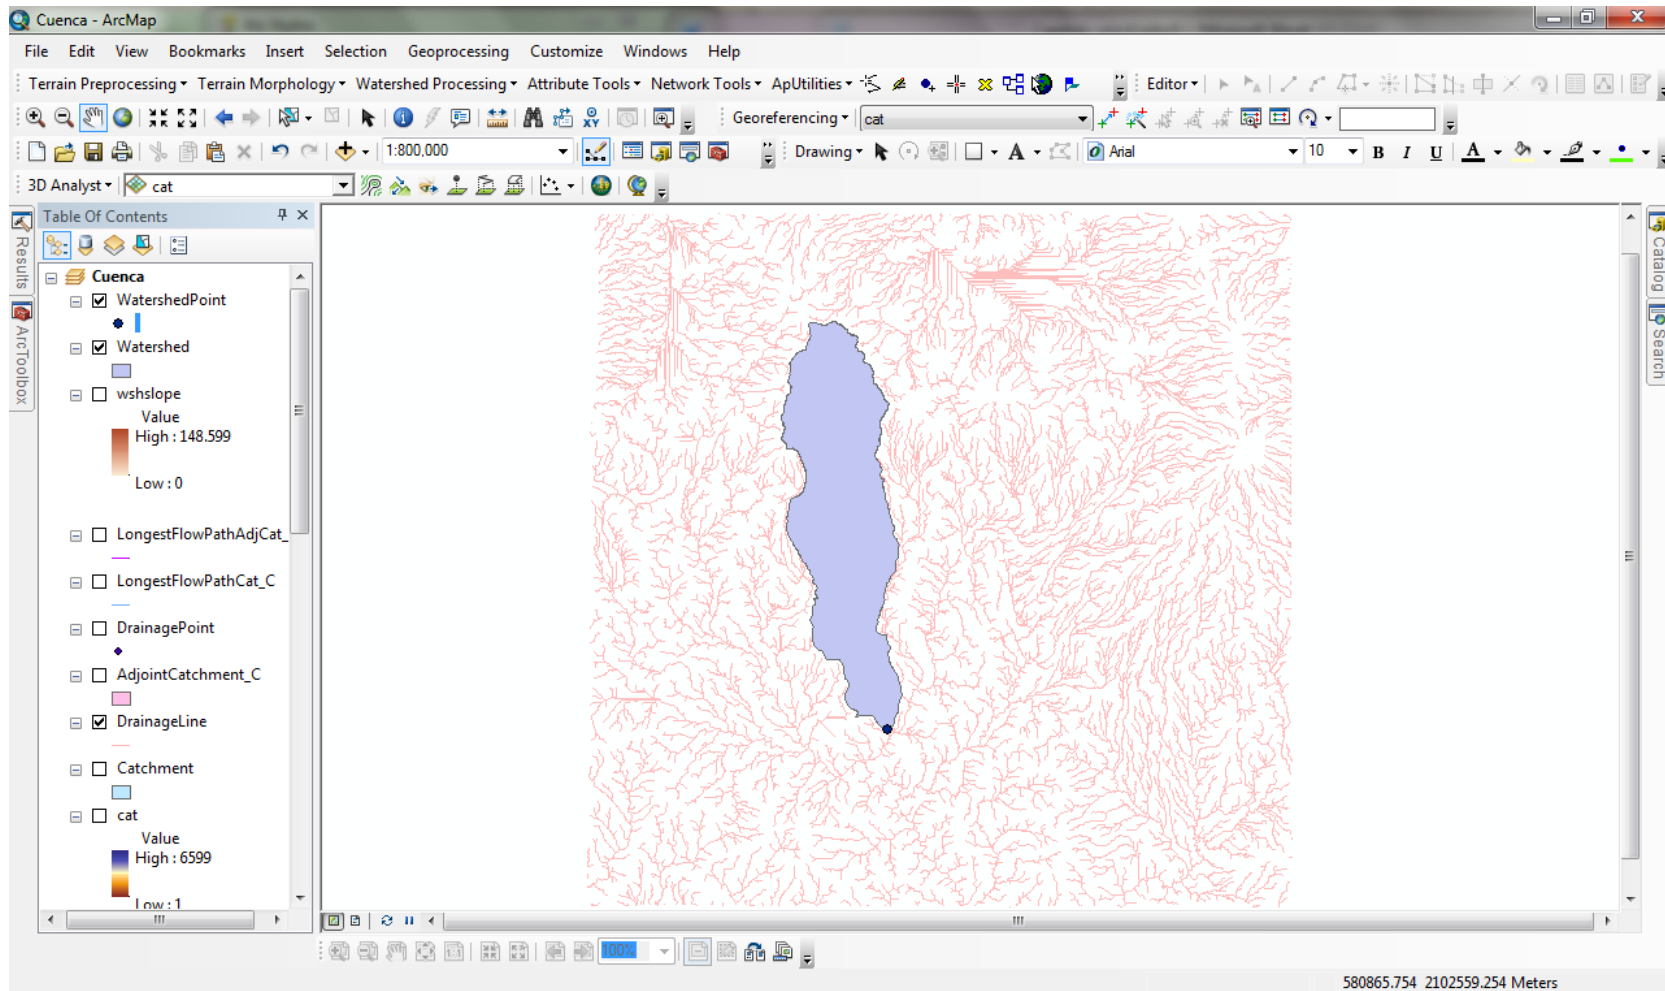 Cuenca - ArcMap
File Edit View Bookmarks Insert Selection Geoprocessing Customize Windows Help
Terrain Preprocessing Terrain Morphology Watershed Processing Attribute Tools Network Tools ApUtilities Editor
Georeferencing cat
1:800,000 Drawing A Arial 10 B I U A
3D Analyst cat
Table Of Contents
Results
ArcToolbox
Cuenca
WatershedPoint
Watershed
wshslope
Value
High : 148.599
Low : 0
LongestFlowPathAdjCat_
LongestFlowPathCat_C
DrainagePoint
AdjointCatchment_C
DrainageLine
Catchment
cat
Value
High : 6599
Low : 1
Catalog
Search
100%
580865.754 2102559.254 Meters